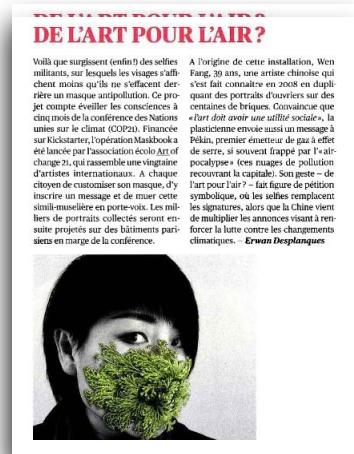 DE L'ART POUR L'AIR ?
DE L'ART POUR L'AIR ?
Voilà que surgissent (enfin !) des selfies
militants, sur lesquels les visages s'affi-
chent moins qu'ils ne s'effacent der-
rière un masque antipollution. Ce pro-
jet compte éveiller les consciences à
cinq mois de la conférence des Nations
unies sur le climat (COP21). Financée
sur Kickstarter, l'opération Maskbook a
été lancée par l'association écolo Art of
change 21, qui rassemble une vingtaine
d'artistes internationaux. A chaque
citoyen de customiser son masque, d'y
inscrire un message et de muer cette
simili-muselière en porte-voix. Les mil-
liers de portraits collectés seront en-
suite projetés sur des bâtiments pari-
siens en marge de la conférence.
A l'origine de cette installation, Wen
Fang, 39 ans, une artiste chinoise qui
s'est fait connaître en 2008 en dupli-
quant des portraits d'ouvriers sur des
centaines de briques. Convaincue que
«l'art doit avoir une utilité sociale», la
plasticienne envoie aussi un message à
Pékin, premier émetteur de gaz à effet
de serre, si souvent frappé par l'«air-
pocalypse» (ces nuages de pollution
recouvrant la capitale). Son geste – de
l'art pour l'air ? – fait figure de pétition
symbolique, où les selfies remplacent
les signatures, alors que la Chine vient
de multiplier les annonces visant à ren-
forcer la lutte contre les changements
climatiques. – Erwan Desplanques